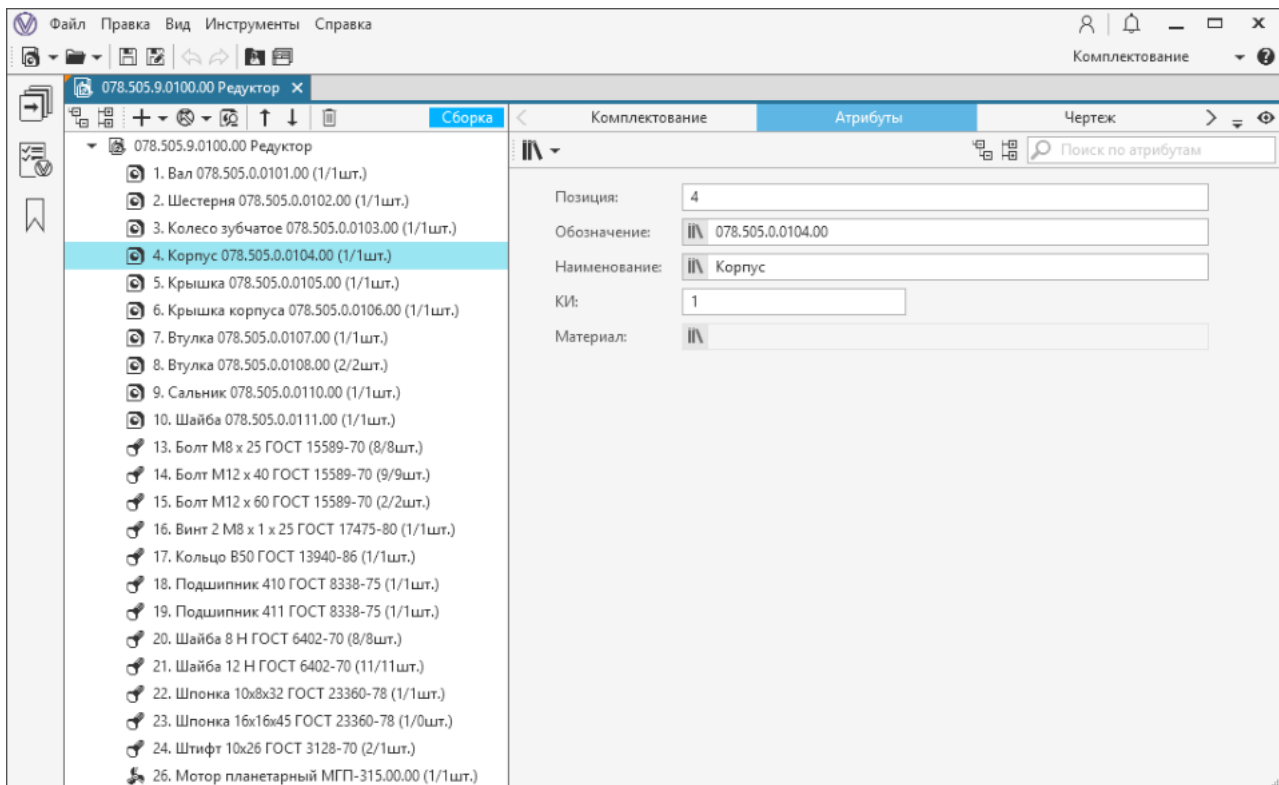 Файл Правка Вид Инструменты Справка
Комплектование
078.505.9.0100.00 Редуктор
Сборка
Комплектование Атрибуты Чертеж
078.505.9.0100.00 Редуктор
Поиск по атрибутам
1. Вал 078.505.0.0101.00 (1/1шт.)
2. Шестерня 078.505.0.0102.00 (1/1шт.)
3. Колесо зубчатое 078.505.0.0103.00 (1/1шт.)
4. Корпус 078.505.0.0104.00 (1/1шт.)
5. Крышка 078.505.0.0105.00 (1/1шт.)
6. Крышка корпуса 078.505.0.0106.00 (1/1шт.)
7. Втулка 078.505.0.0107.00 (1/1шт.)
8. Втулка 078.505.0.0108.00 (2/2шт.)
9. Сальник 078.505.0.0110.00 (1/1шт.)
10. Шайба 078.505.0.0111.00 (1/1шт.)
13. Болт М8 х 25 ГОСТ 15589-70 (8/8шт.)
14. Болт М12 х 40 ГОСТ 15589-70 (9/9шт.)
15. Болт М12 х 60 ГОСТ 15589-70 (2/2шт.)
16. Винт 2 М8 х 1 х 25 ГОСТ 17475-80 (1/1шт.)
17. Кольцо В50 ГОСТ 13940-86 (1/1шт.)
18. Подшипник 410 ГОСТ 8338-75 (1/1шт.)
19. Подшипник 411 ГОСТ 8338-75 (1/1шт.)
20. Шайба 8 Н ГОСТ 6402-70 (8/8шт.)
21. Шайба 12 Н ГОСТ 6402-70 (11/11шт.)
22. Шпонка 10х8х32 ГОСТ 23360-78 (1/1шт.)
23. Шпонка 16х16х45 ГОСТ 23360-78 (1/0шт.)
24. Штифт 10х26 ГОСТ 3128-70 (2/1шт.)
26. Мотор планетарный МГП-315.00.00 (1/1шт.)
Позиция: 4
Обозначение: 078.505.0.0104.00
Наименование: Корпус
КИ: 1
Материал: